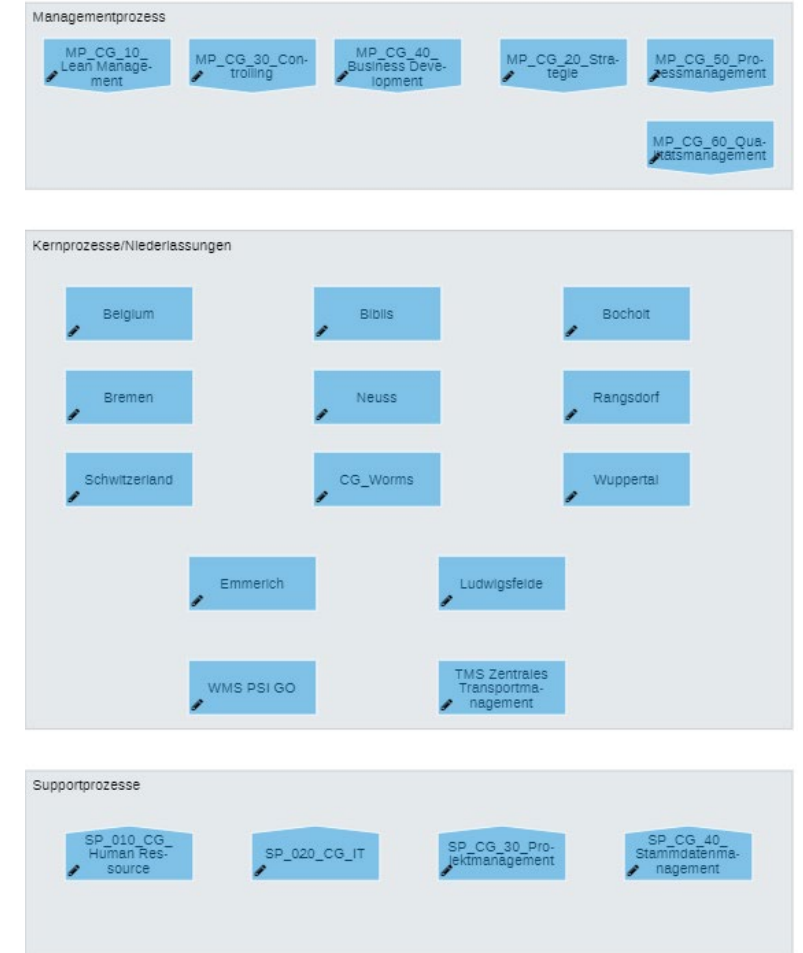 Managementprozess
MP_CG_10_
Lean Manage-
ment
MP_CG_30_Con-
trolling
MP_CG_40_
Business Deve-
lopment
MP_CG_20_Stra-
tegie
MP_CG_50_Pro-
zessmanagement
MP_CG_60_Qua-
litätsmanagement
Kernprozesse/Niederlassungen
Belgium
Biblis
Bocholt
Bremen
Neuss
Rangsdorf
Schwitzerland
CG_Worms
Wuppertal
Emmerich
Ludwigsfelde
WMS PSI GO
TMS Zentrales
Transportma-
nagement
Supportprozesse
SP_010_CG_
Human Res-
source
SP_020_CG_IT
SP_CG_30_Pro-
jektmanagement
SP_CG_40_
Stammdatenma-
nagement